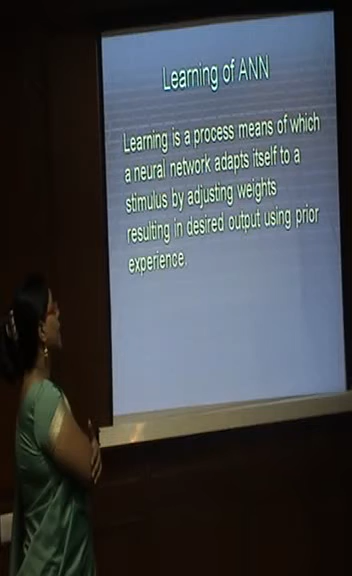 Learning of ANN
Learning is a process means of which
a neural network adapts itself to a
stimulus by adjusting weights
resulting in desired output using prior
experience.